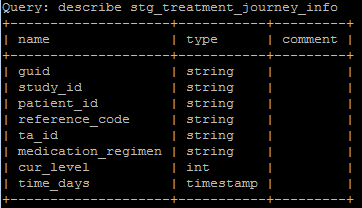 Query: describe stg_treatment_journey_info
+--------------------+-----------+---------+
| name               | type      | comment |
+--------------------+-----------+---------+
| guid               | string    |         |
| study_id           | string    |         |
| patient_id         | string    |         |
| reference_code     | string    |         |
| ta_id              | string    |         |
| medication_regimen | string    |         |
| cur_level          | int       |         |
| time_days          | timestamp |         |
+--------------------+-----------+---------+